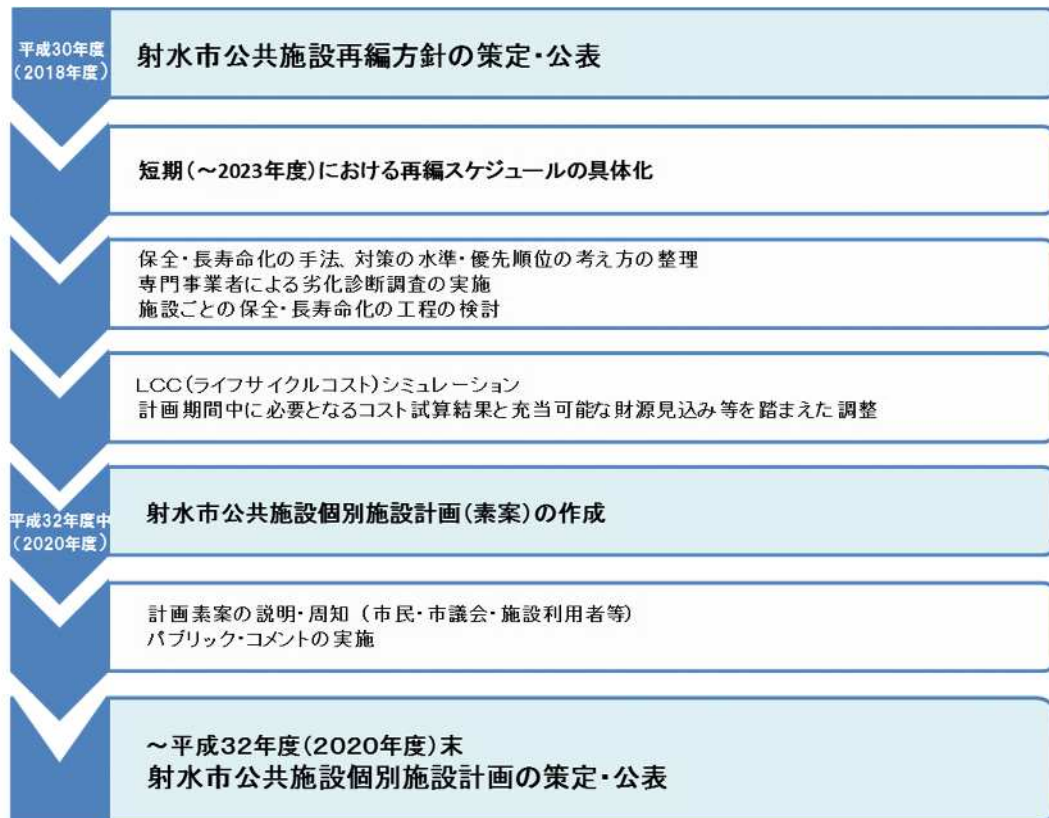 平成30年度
(2018年度)
射水市公共施設再編方針の策定・公表
短期(～2023年度)における再編スケジュールの具体化
保全・長寿命化の手法、対策の水準・優先順位の考え方の整理
専門事業者による劣化診断調査の実施
施設ごとの保全・長寿命化の工程の検討
LCC(ライフサイクルコスト)シミュレーション
計画期間中に必要となるコスト試算結果と充当可能な財源見込み等を踏まえた調整
平成32年度中
(2020年度)
射水市公共施設個別施設計画(素案)の作成
計画素案の説明・周知 (市民・市議会・施設利用者等)
パブリック・コメントの実施
～平成32年度(2020年度)末
射水市公共施設個別施設計画の策定・公表